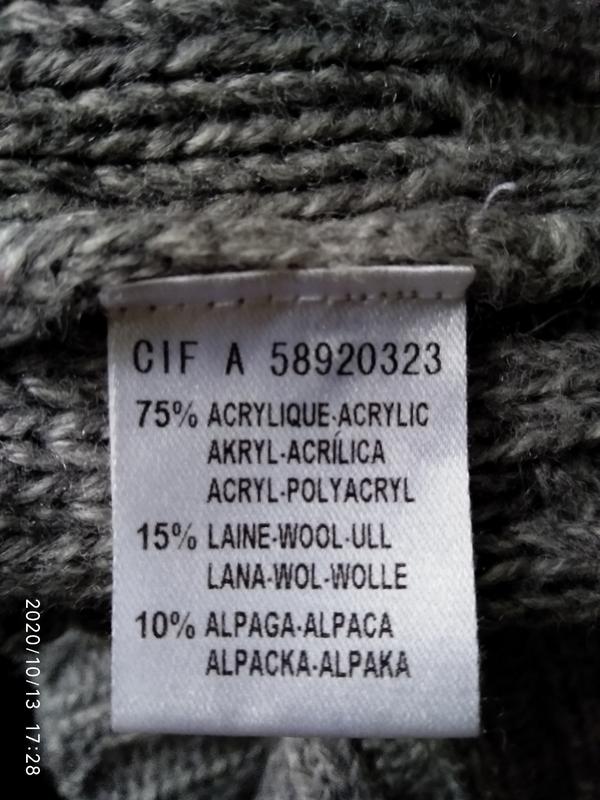 CIF A 58920323
75% ACRYLIQUE-ACRYLIC
AKRYL-ACRÍLICA
ACRYL-POLYACRYL
15% LAINE-WOOL-ULL
LANA-WOL-WOLLE
10% ALPAGA-ALPACA
ALPACKA-ALPAKA
2020/10/13 17:28